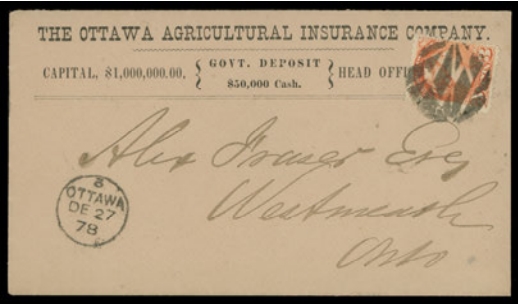 THE OTTAWA AGRICULTURAL INSURANCE COMPANY.
CAPITAL, $1,000,000.00, { GOVT. DEPOSIT $50,000 Cash. } HEAD OFFI
Alex Fraser Esq
Westmeath
Onto
8
OTTAWA
DE 27
78